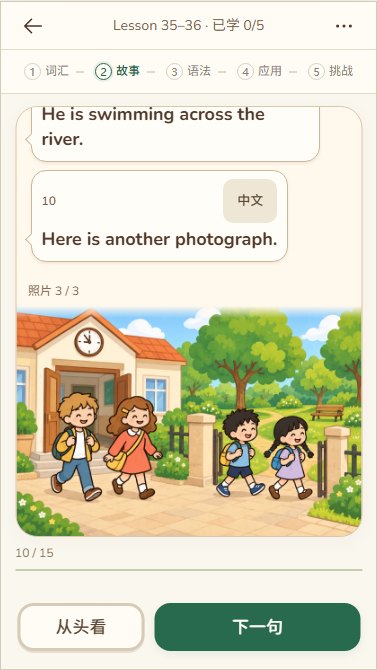 Lesson 35–36 · 已学 0/5
1 词汇 – 2 故事 – 3 语法 – 4 应用 – 5 挑战
He is swimming across the
river.
10 中文
Here is another photograph.
照片 3 / 3
10 / 15
从头看 下一句